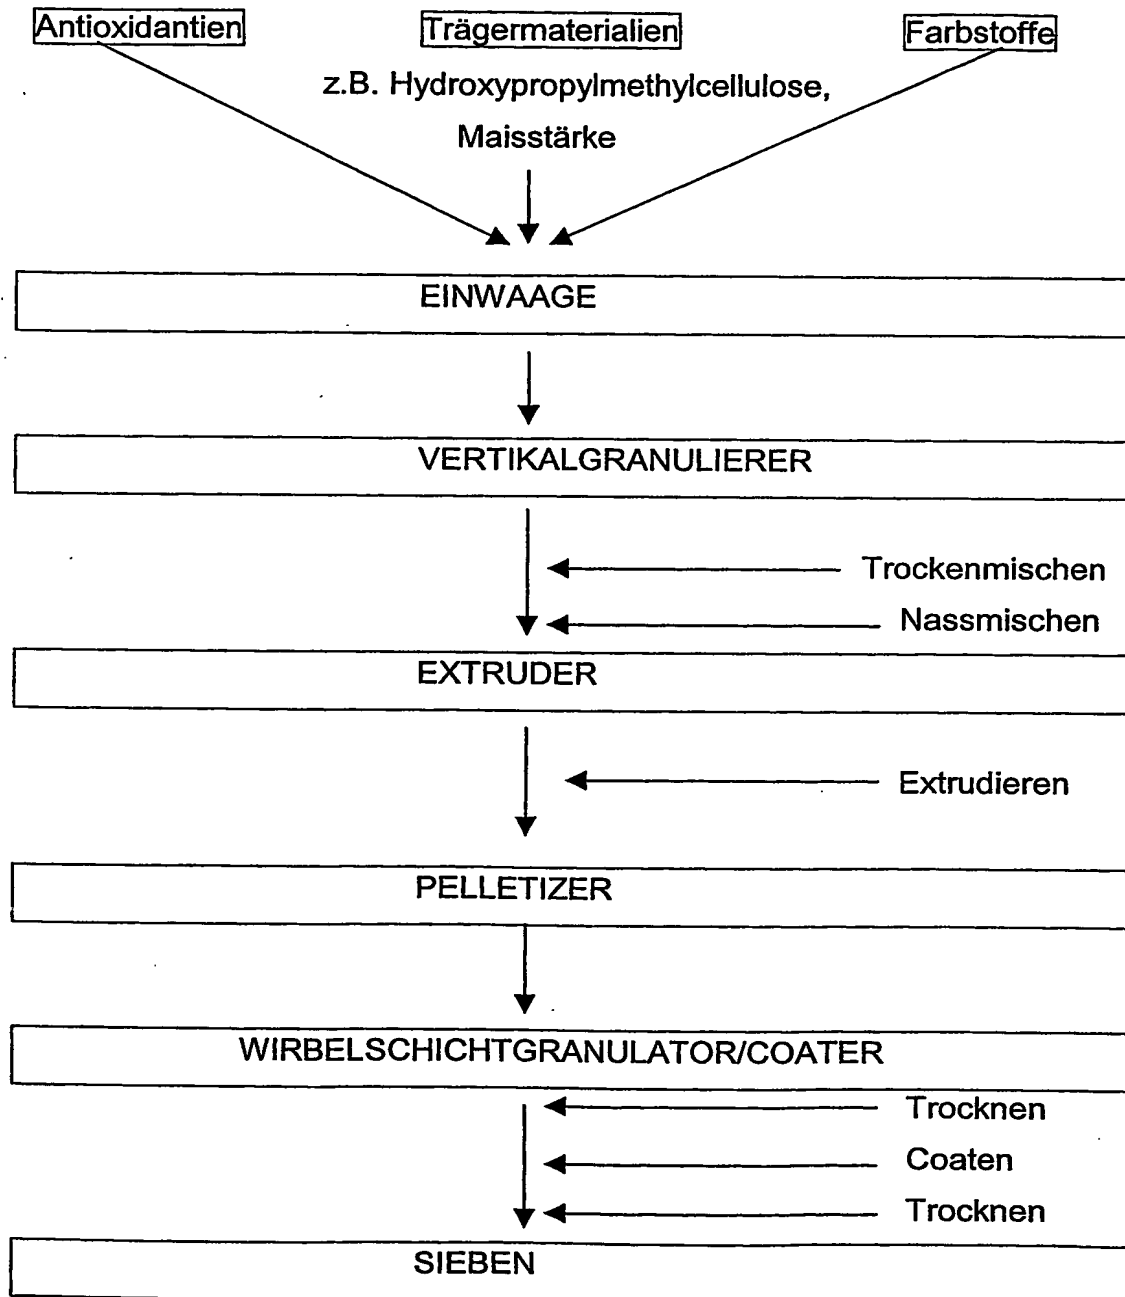 Antioxidantien
Trägermaterialien
Farbstoffe
z.B. Hydroxypropylmethylcellulose,
Maisstärke
EINWAAGE
VERTIKALGRANULIERER
Trockenmischen
Nassmischen
EXTRUDER
Extrudieren
PELLETIZER
WIRBELSCHICHTGRANULATOR/COATER
Trocknen
Coaten
Trocknen
SIEBEN